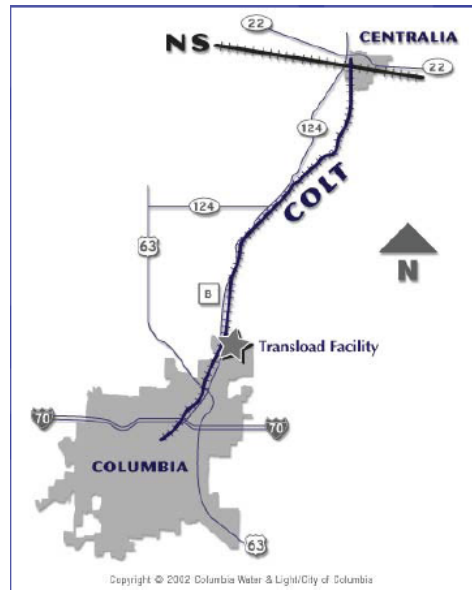 22
CENTRALIA
NS
22
124
COLT
124
63
N
B
Transload Facility
70
70
COLUMBIA
63
Copyright © 2002 Columbia Water & Light/City of Columbia